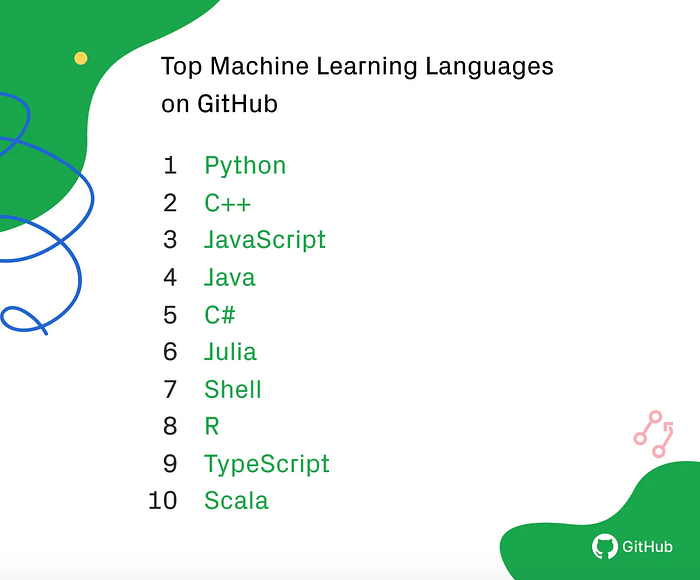 Top Machine Learning Languages
on GitHub
1 Python
2 C++
3 JavaScript
4 Java
5 C#
6 Julia
7 Shell
8 R
9 TypeScript
10 Scala
GitHub